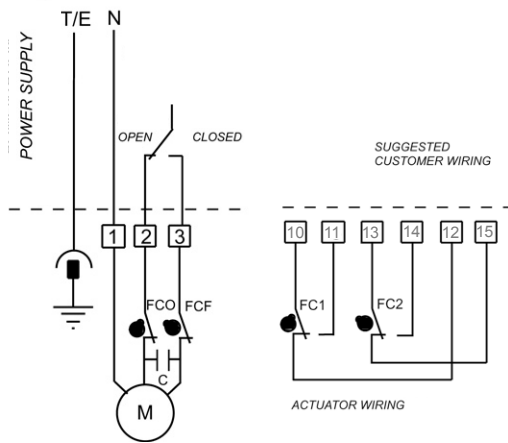 T/E N
POWER SUPPLY
OPEN CLOSED
SUGGESTED
CUSTOMER WIRING
1 2 3
10 11 13 14 12 15
FCO FCF
FC1 FC2
C
M
ACTUATOR WIRING